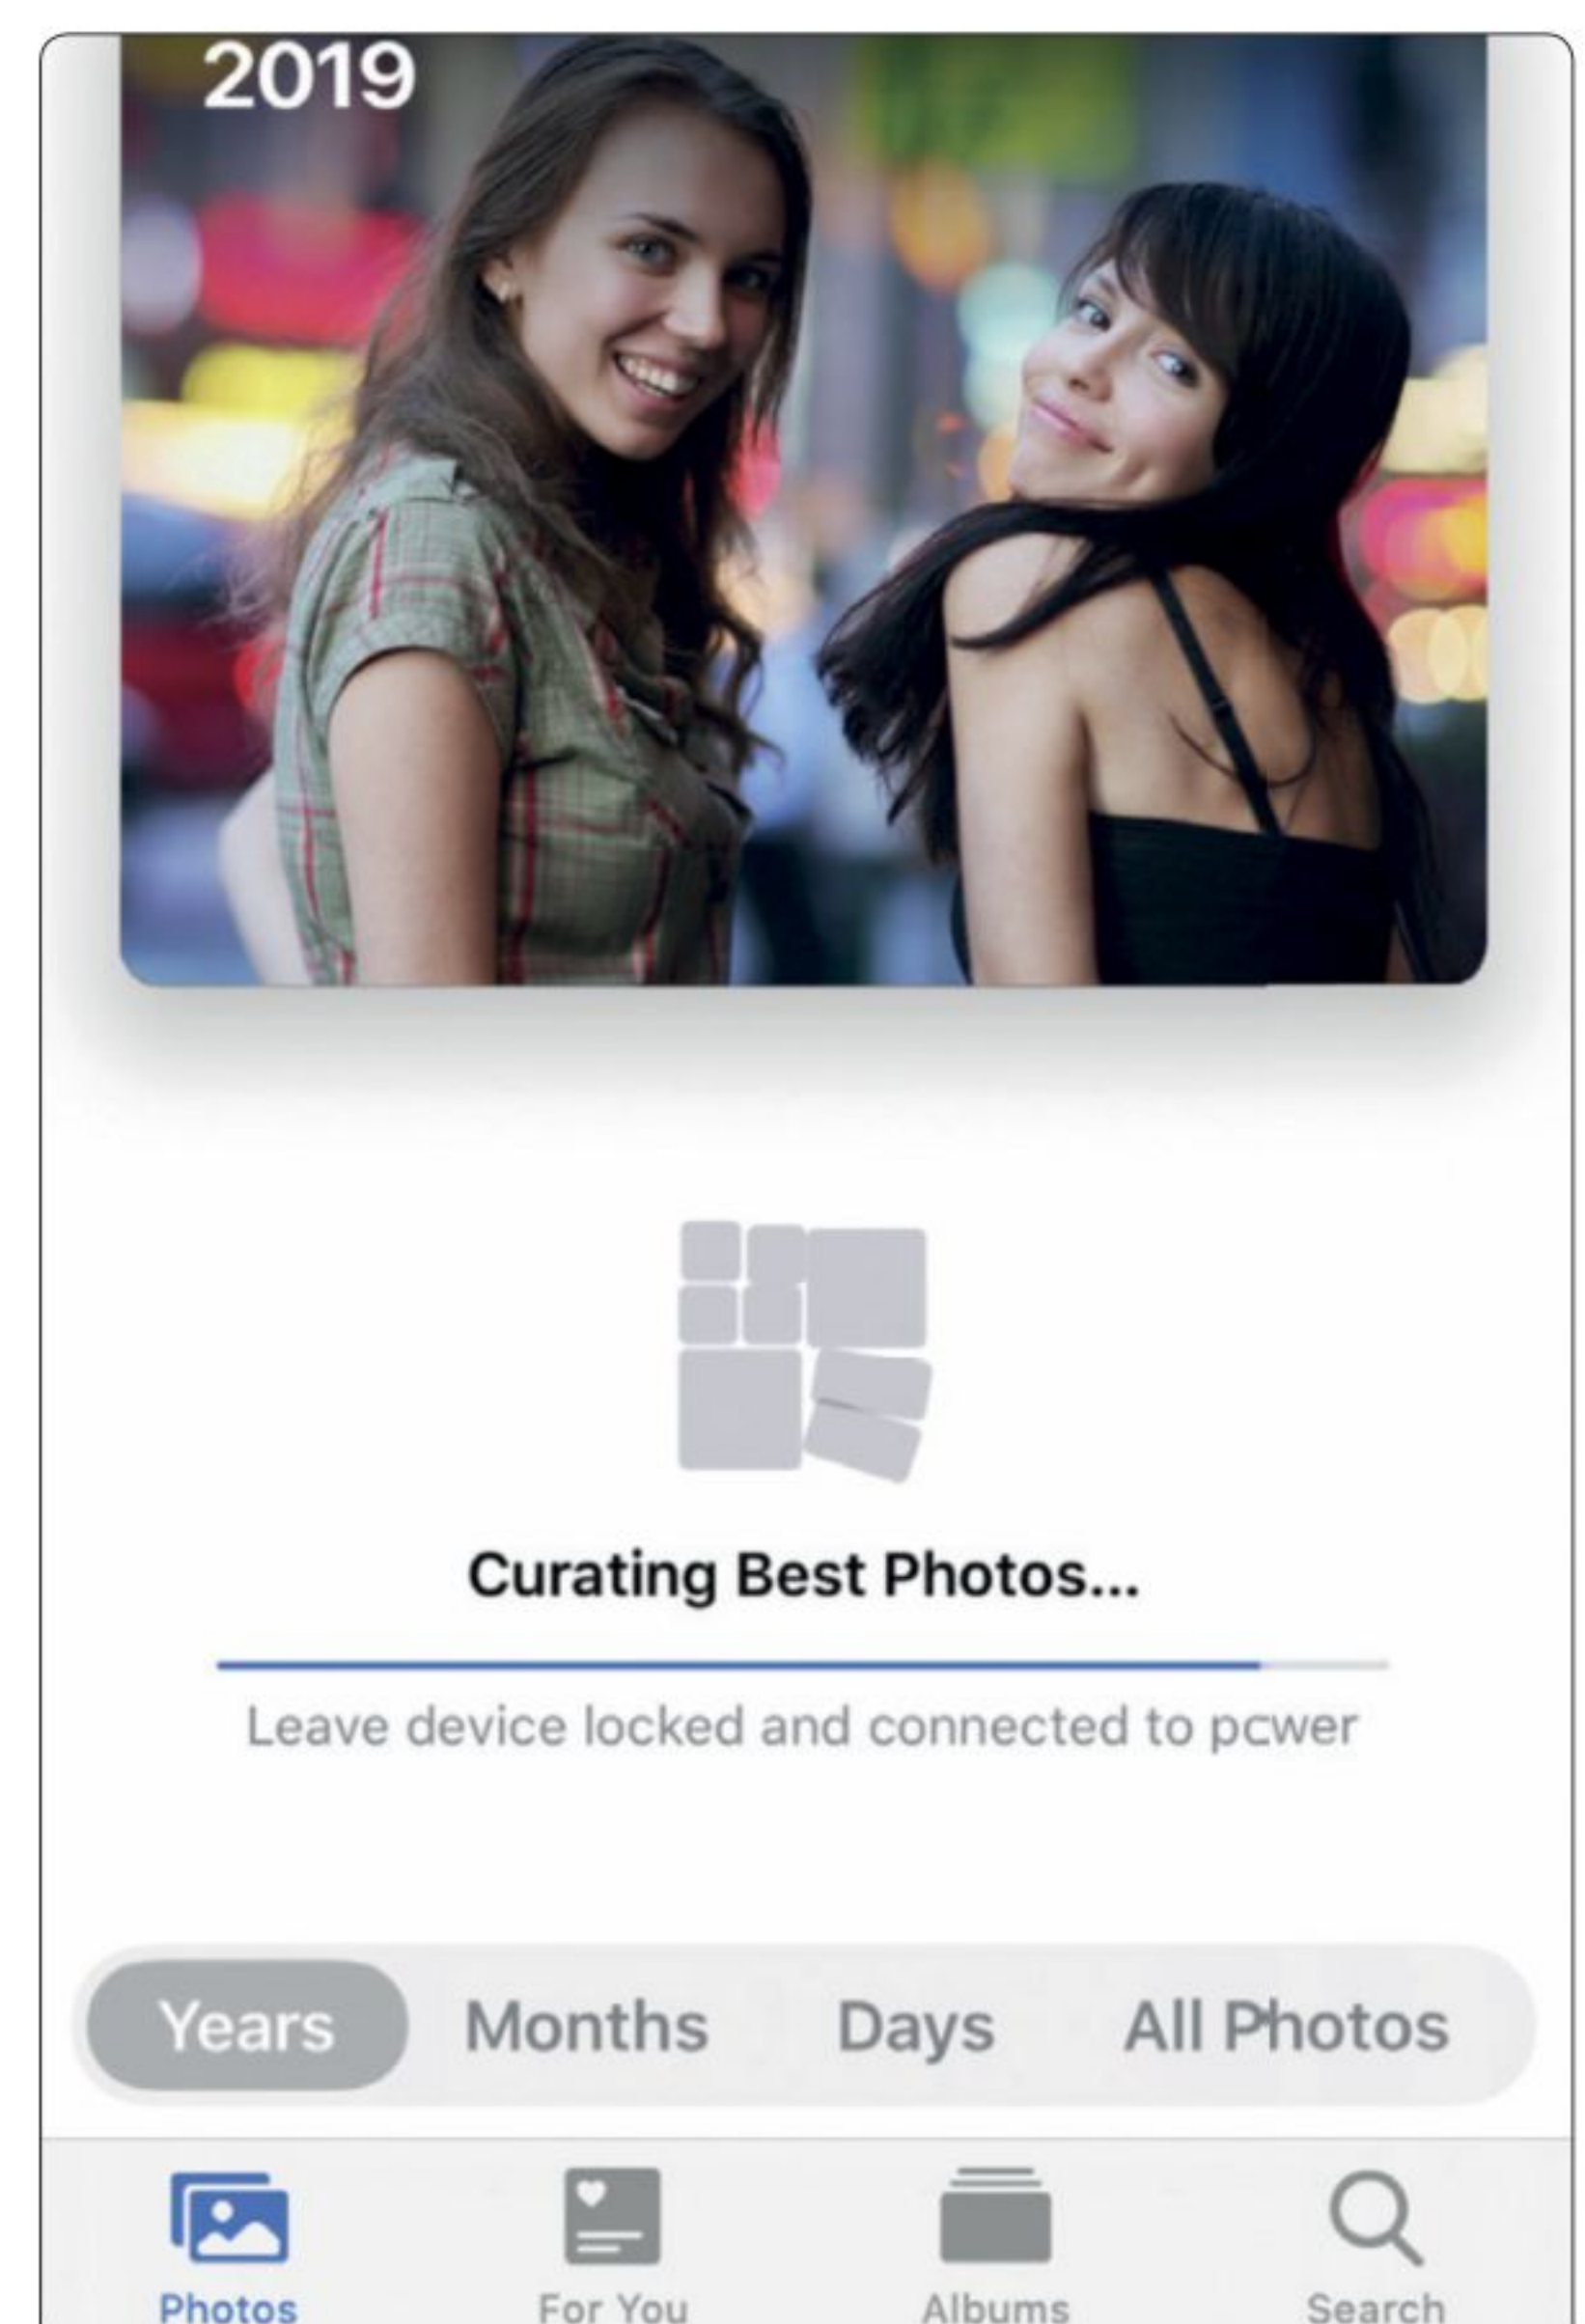 2019
Curating Best Photos...
Leave device locked and connected to pcwer
Years Months Days All Photos
Photos For You Albums Search